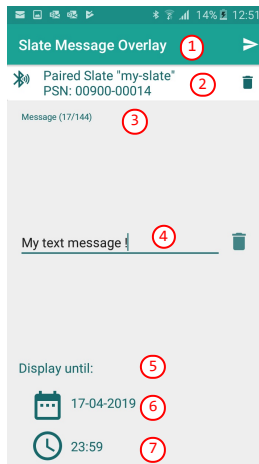 14% 12:51
Slate Message Overlay 1
Paired Slate "my-slate"
PSN: 00900-00014 2
Message (17/144) 3
My text message ! 4
Display until: 5
17-04-2019 6
23:59 7